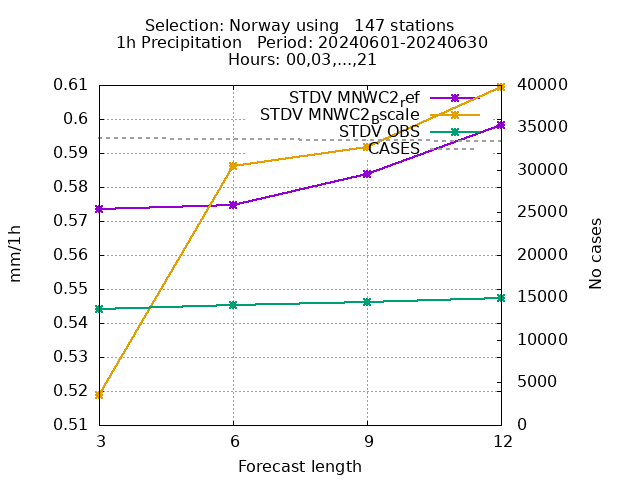 Selection: Norway using   147 stations
1h Precipitation   Period: 20240601-20240630
Hours: 00,03,...,21
STDV MNWC2ref
STDV MNWC2Bscale
STDV OBS
CASES
0.61
0.6
0.59
0.58
0.57
0.56
0.55
0.54
0.53
0.52
0.51
40000
35000
30000
25000
20000
15000
10000
5000
0
mm/1h
No cases
3 6 9 12
Forecast length